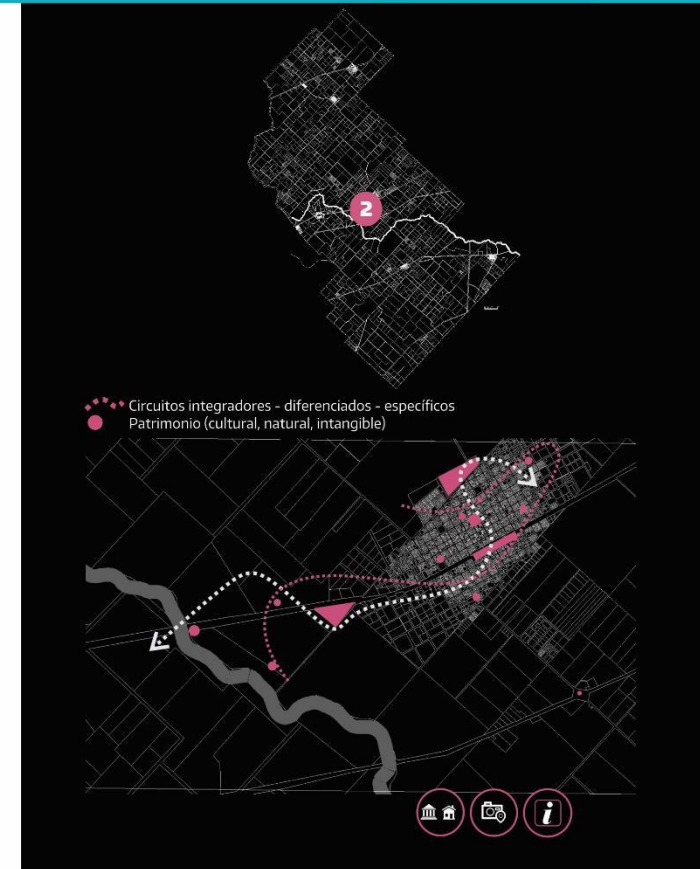 2
Circuitos integradores - diferenciados - específicos
Patrimonio (cultural, natural, intangible)
i